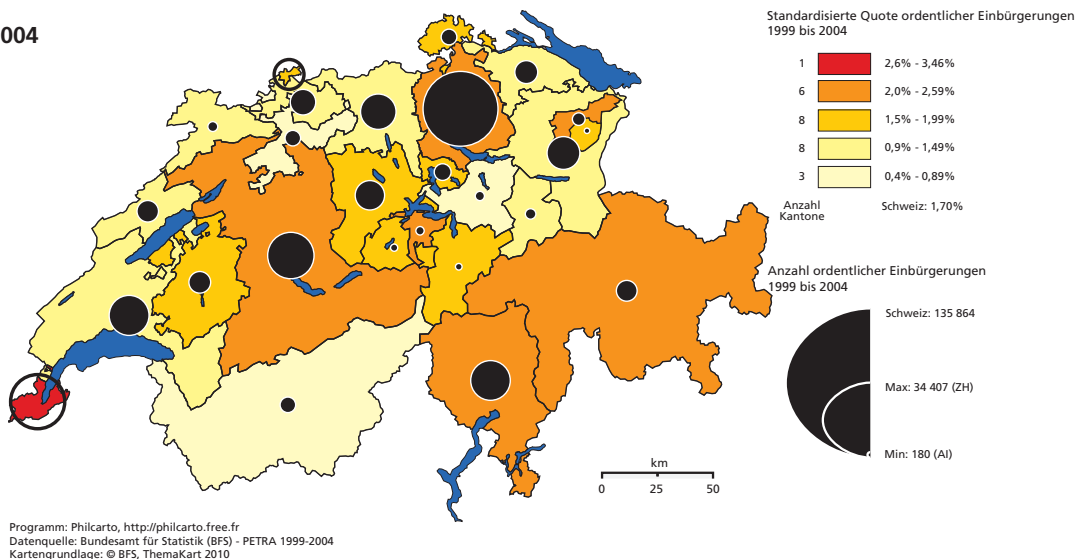 004
Standardisierte Quote ordentlicher Einbürgerungen
1999 bis 2004
1 2,6% - 3,46%
6 2,0% - 2,59%
8 1,5% - 1,99%
8 0,9% - 1,49%
3 0,4% - 0,89%
Anzahl
Kantone
Schweiz: 1,70%
Anzahl ordentlicher Einbürgerungen
1999 bis 2004
Schweiz: 135 864
Max: 34 407 (ZH)
Min: 180 (AI)
km
0 25 50
Programm: Philcarto, http://philcarto.free.fr
Datenquelle: Bundesamt für Statistik (BFS) - PETRA 1999-2004
Kartengrundlage: © BFS, ThemaKart 2010